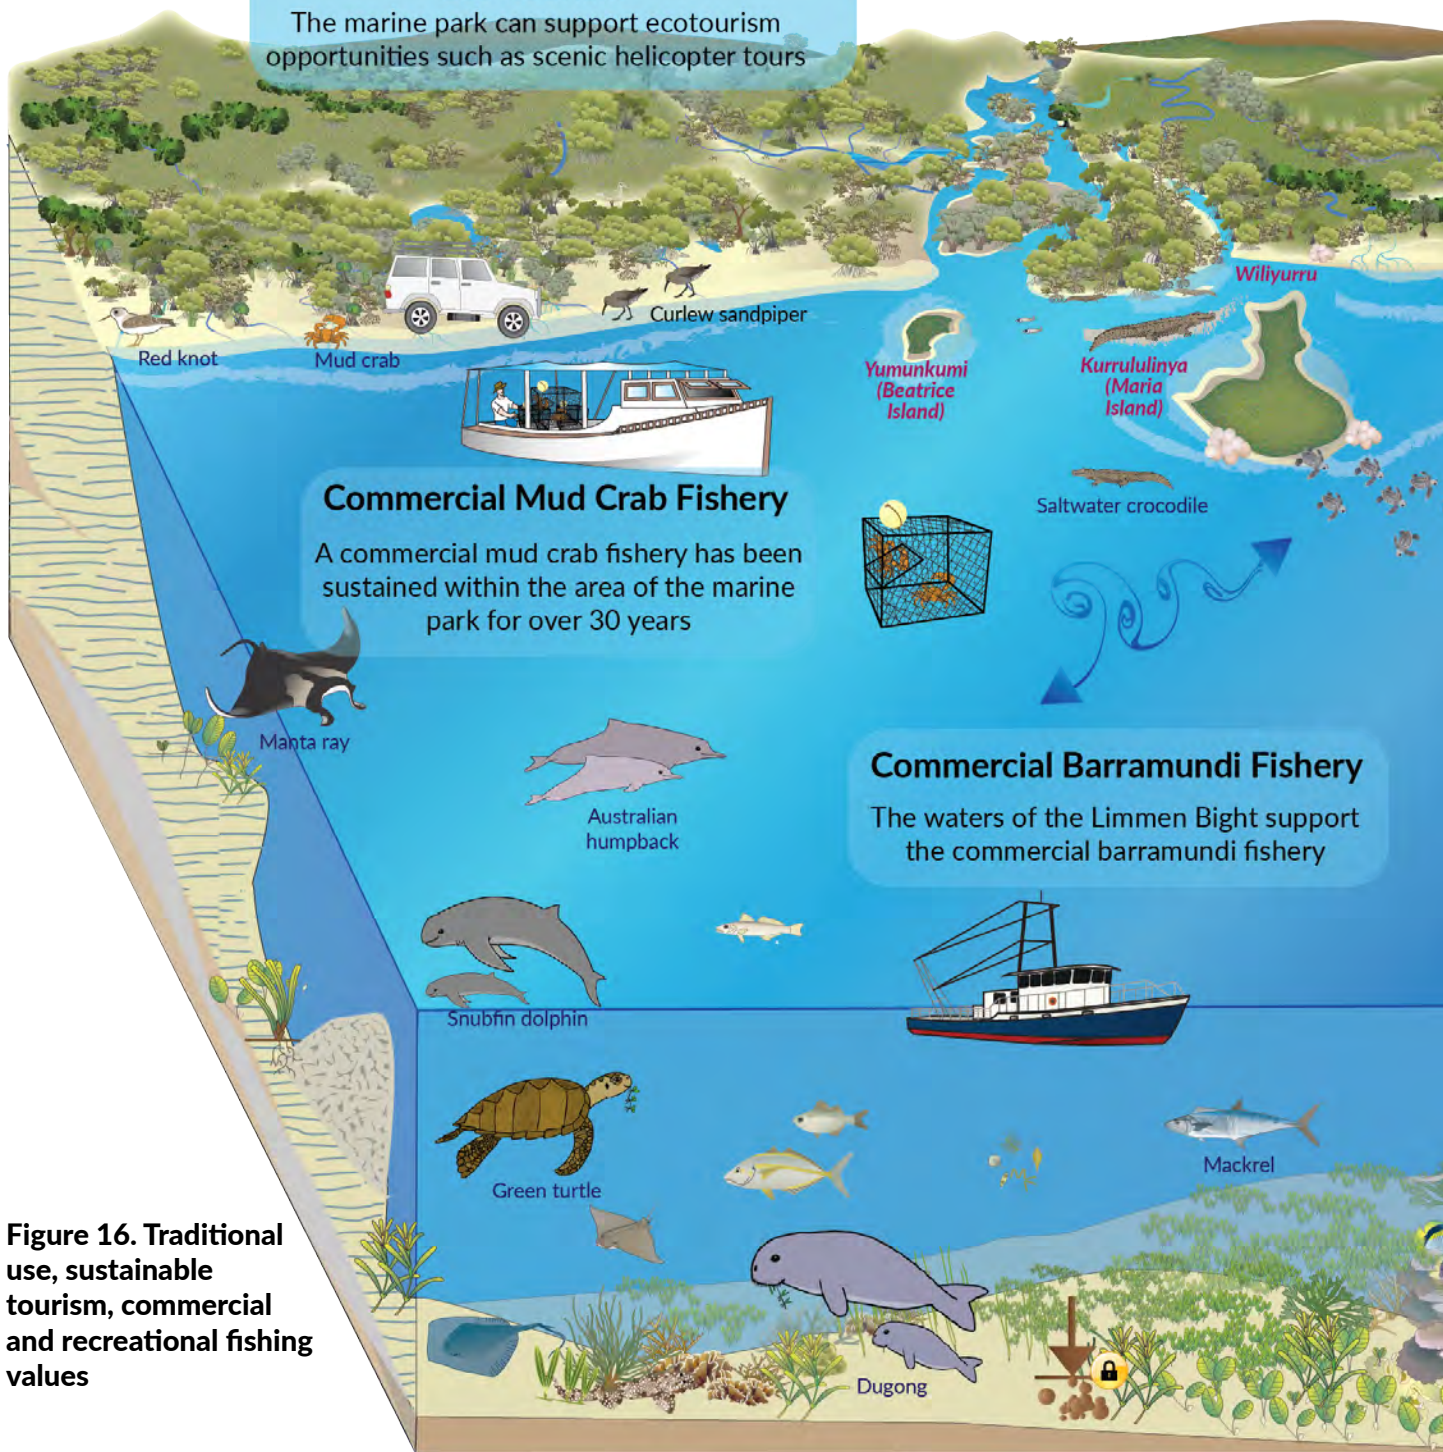 The marine park can support ecotourism
opportunities such as scenic helicopter tours
Wiliyurru
Curlew sandpiper
Red knot
Mud crab
Yumunkumi
(Beatrice
Island)
Kurrululinya
(Maria
Island)
Commercial Mud Crab Fishery
A commercial mud crab fishery has been
sustained within the area of the marine
park for over 30 years
Saltwater crocodile
Manta ray
Australian
humpback
Commercial Barramundi Fishery
The waters of the Limmen Bight support
the commercial barramundi fishery
Snubfin dolphin
Green turtle
Mackrel
Dugong
Figure 16. Traditional
use, sustainable
tourism, commercial
and recreational fishing
values